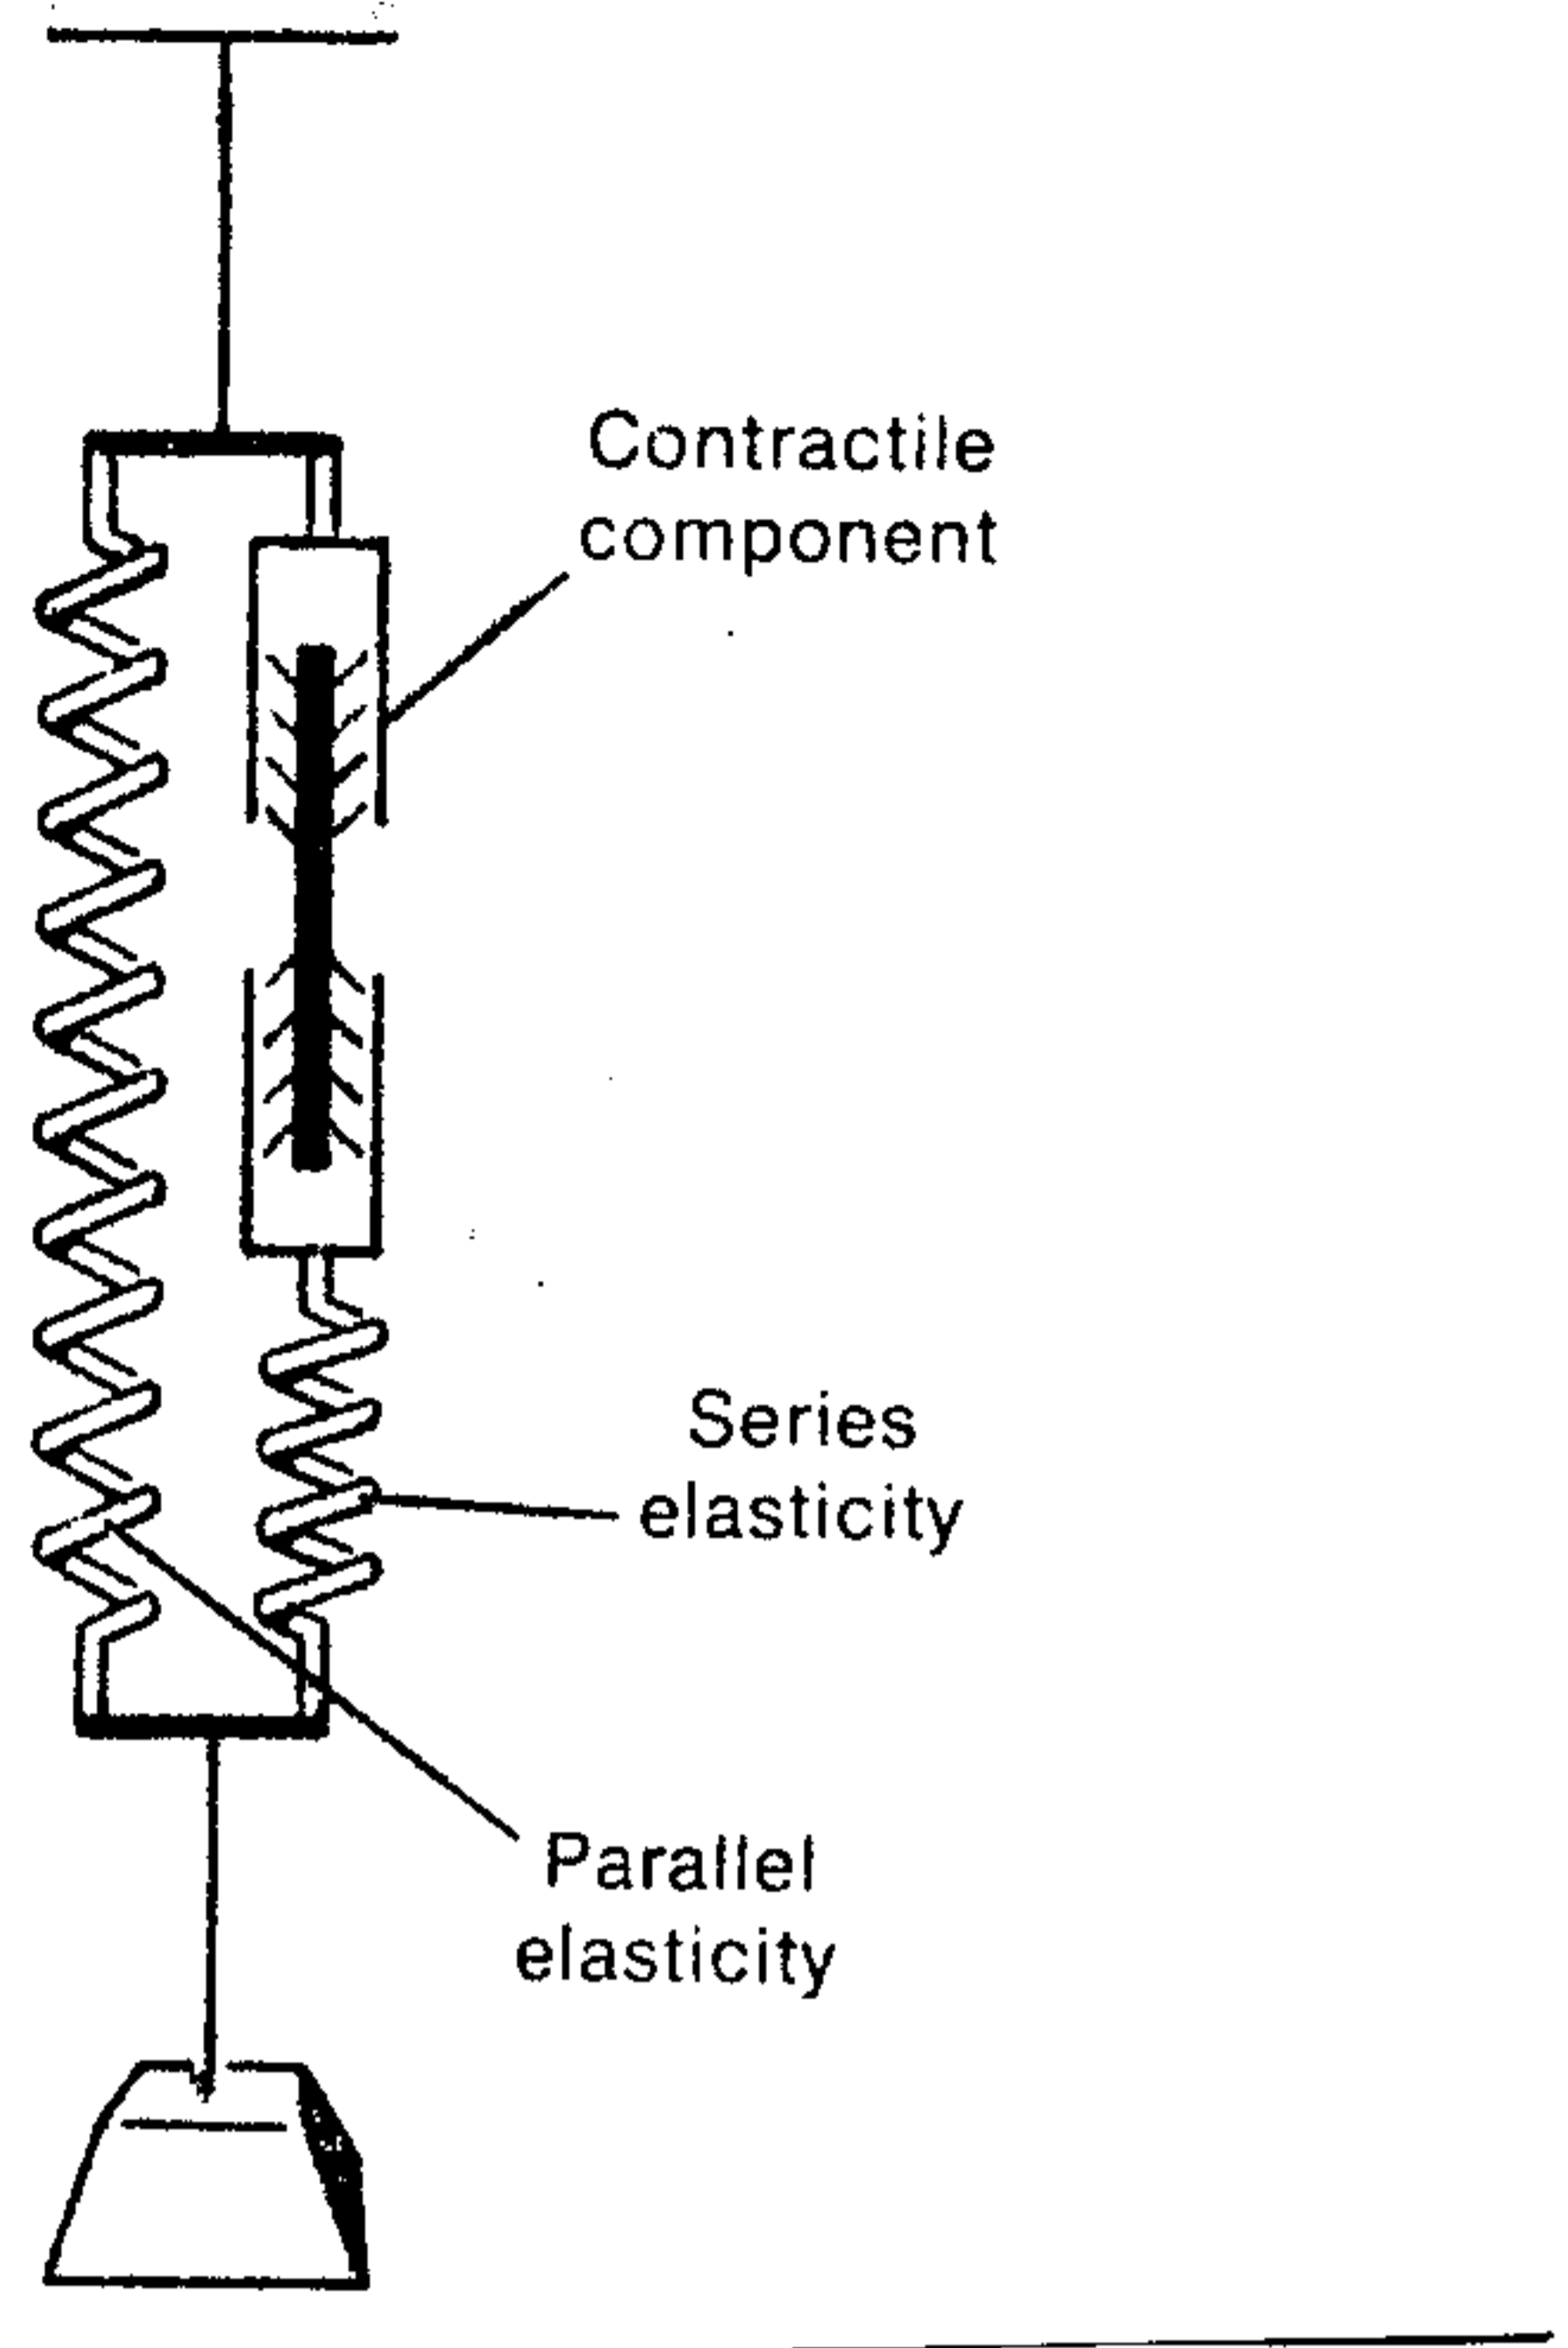 Contractile
component
Series
elasticity
Parallel
elasticity